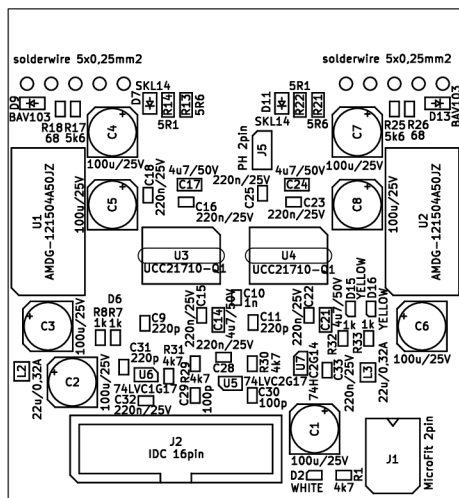 solderwire 5x0,25mm2
solderwire 5x0,25mm2
D9
BAV103
R18
68
R17
5k6
D7
SKL14
R14
R13
5R1
5R6
D11
SKL14
5R1
R22
R21
5R6
R25
5k6
R26
68
D13
BAV103
C4
100u/25V
PH 2pin
J5
C7
100u/25V
U1
AMDG-121504A50JZ
C5
100u/25V
C18
220n/25V
4u7/50V
C17
C16
220n/25V
220n/25V
C25
4u7/50V
C24
C23
220n/25V
C8
100u/25V
U2
AMDG-121504A50JZ
U3
UCC21710-Q1
U4
UCC21710-Q1
C3
100u/25V
D6
R8
1k
R7
1k
C9
220p
C15
220n/25V
C14
4u7/50V
C10
1n
C11
220p
C22
220n/25V
C21
4u7/50V
D15
YELLOW
D16
YELLOW
R32
1k
R33
1k
C6
100u/25V
L2
22u/0,32A
C2
100u/25V
C31
220p
U6
74LVC1G17
R31
4k7
C32
220n/25V
R29
4k7
C29
100p
C28
220n/25V
U5
74LVC2G17
R30
4k7
C30
100p
U7
74HC2G14
C33
220n/25V
L3
22u/0,32A
J2
IDC 16pin
C1
100u/25V
D2
WHITE
R1
4k7
J1
MicroFit 2pin